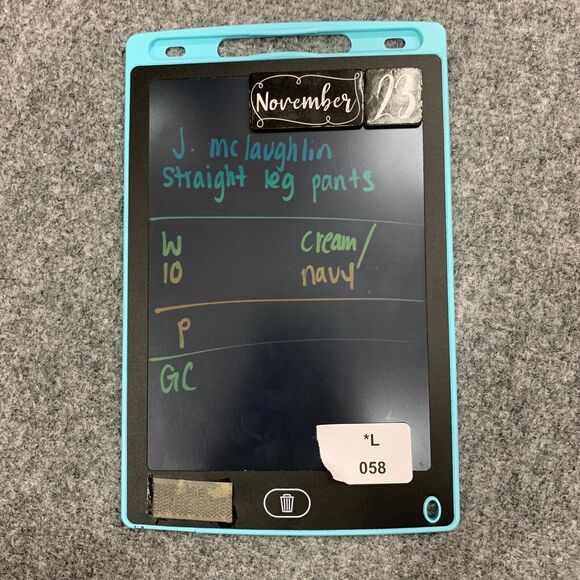 November 23
J. mclaughlin
straight leg pants
W cream/
10 navy
P
GC
*L
058